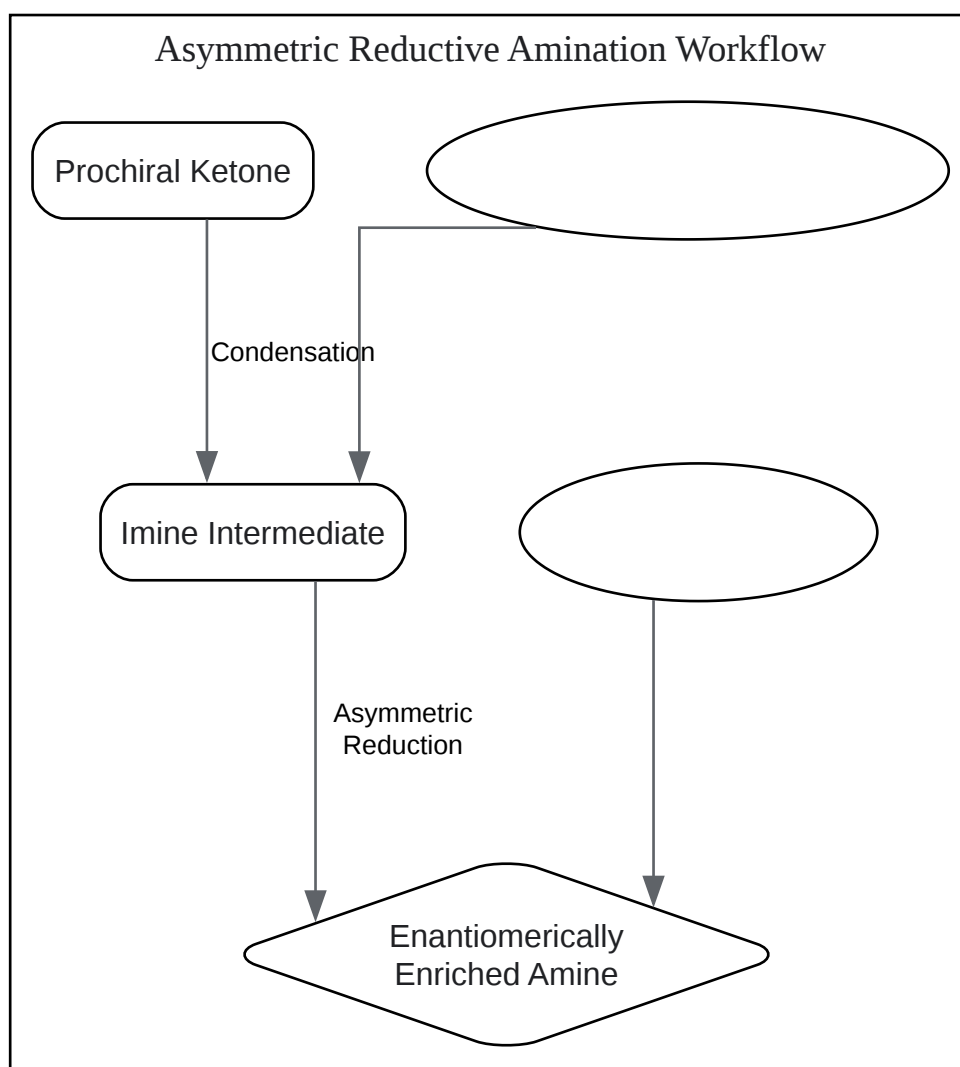 Asymmetric Reductive Amination Workflow
Prochiral Ketone
Condensation
Imine Intermediate
Asymmetric
Reduction
Enantiomerically
Enriched Amine